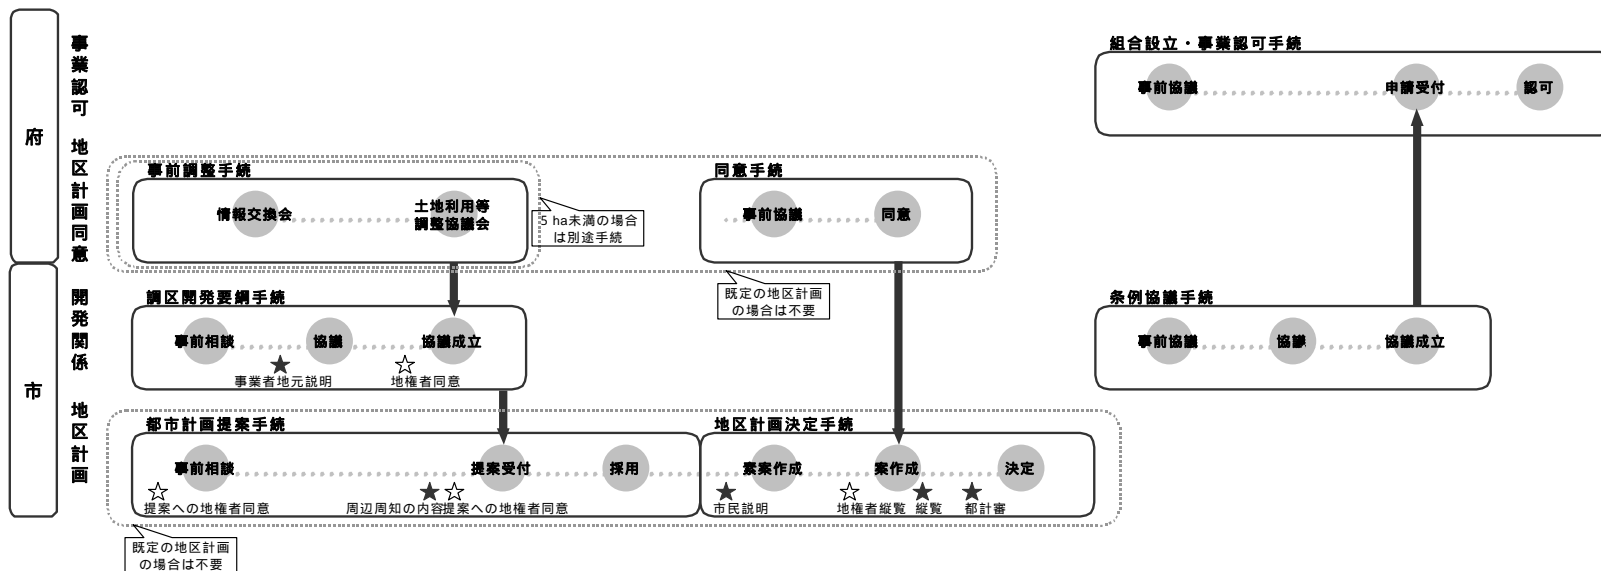 府
事業認可
組合設立・事業認可手続
事前協議
申請受付
認可
地区計画同意
事前調整手続
情報交換会
土地利用等
調整協議会
5 ha未満の場合
は別途手続
同意手続
事前協議
同意
既定の地区計画
の場合は不要
市
開発関係
調区開発要綱手続
事前相談
協議
協議成立
事業者地元説明
地権者同意
条例協議手続
事前協議
協議
協議成立
地区計画
都市計画提案手続
事前相談
提案受付
採用
提案への地権者同意
周辺周知の内容
提案への地権者同意
地区計画決定手続
素案作成
案作成
決定
市民説明
地権者縦覧
縦覧
都計審
既定の地区計画
の場合は不要